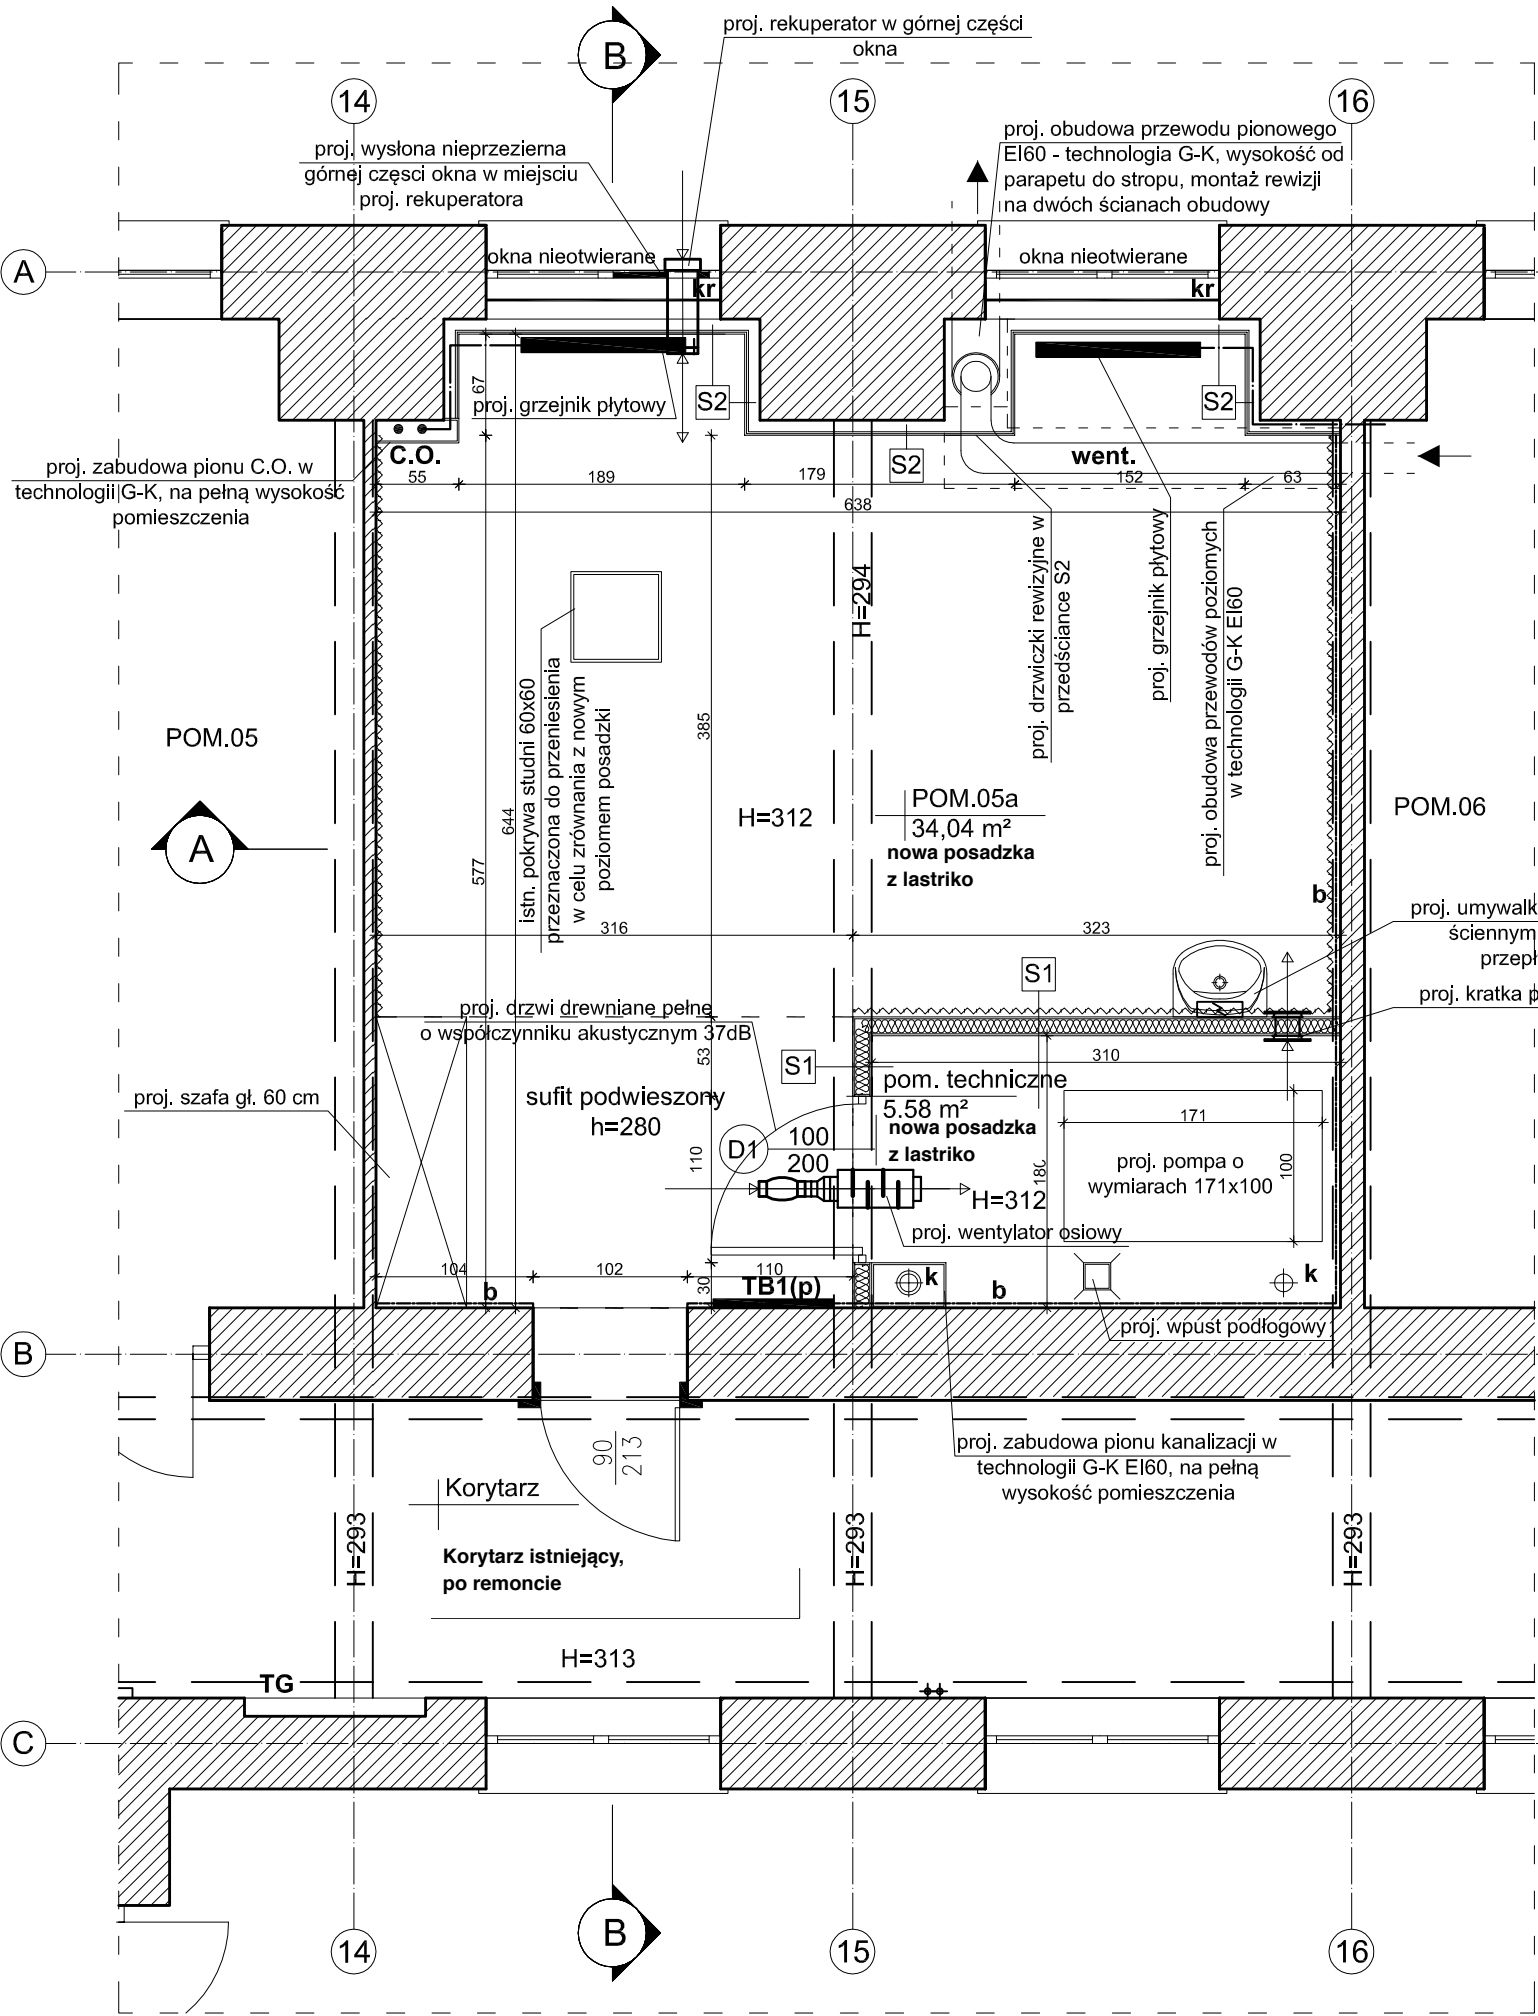 B
proj. rekuperator w górnej części
okna
14
15
16
proj. wysłona nieprzezierna
górnej częsci okna w miejsciu
proj. rekuperatora
proj. obudowa przewodu pionowego
EI60 - technologia G-K, wysokość od
parapetu do stropu, montaż rewizji
na dwóch ścianach obudowy
A
okna nieotwierane
okna nieotwierane
kr
kr
67
proj. grzejnik płytowy
S2
S2
S2
C.O.
went.
proj. zabudowa pionu C.O. w
technologii G-K, na pełną wysokość
pomieszczenia
55
189
179
152
63
638
H=294
proj. drzwiczki rewizyjne w
przedściance S2
proj. grzejnik płytowy
proj. obudowa przewodów poziomych
w technologii G-K EI60
istn. pokrywa studni 60x60
przeznaczona do przeniesienia
w celu zrównania z nowym
poziomem posadzki
POM.05
385
644
577
H=312
POM.05a
34,04 m²
nowa posadzka
z lastriko
POM.06
A
b
316
323
proj. umywalk
ściennym
przepł
S1
proj. kratka p
proj. drzwi drewniane pełne
o współczynniku akustycznym 37dB
53
S1
310
proj. szafa gł. 60 cm
sufit podwieszony
h=280
pom. techniczne
5.58 m²
nowa posadzka
z lastriko
171
D1
100
200
110
180
100
proj. pompa o
wymiarach 171x100
H=312
proj. wentylator osiowy
104
102
110
30
b
TB1(p)
k
b
k
proj. wpust podłogowy
B
90
213
proj. zabudowa pionu kanalizacji w
technologii G-K EI60, na pełną
wysokość pomieszczenia
Korytarz
Korytarz istniejący,
po remoncie
H=293
H=293
H=293
H=313
TG
C
B
14
15
16